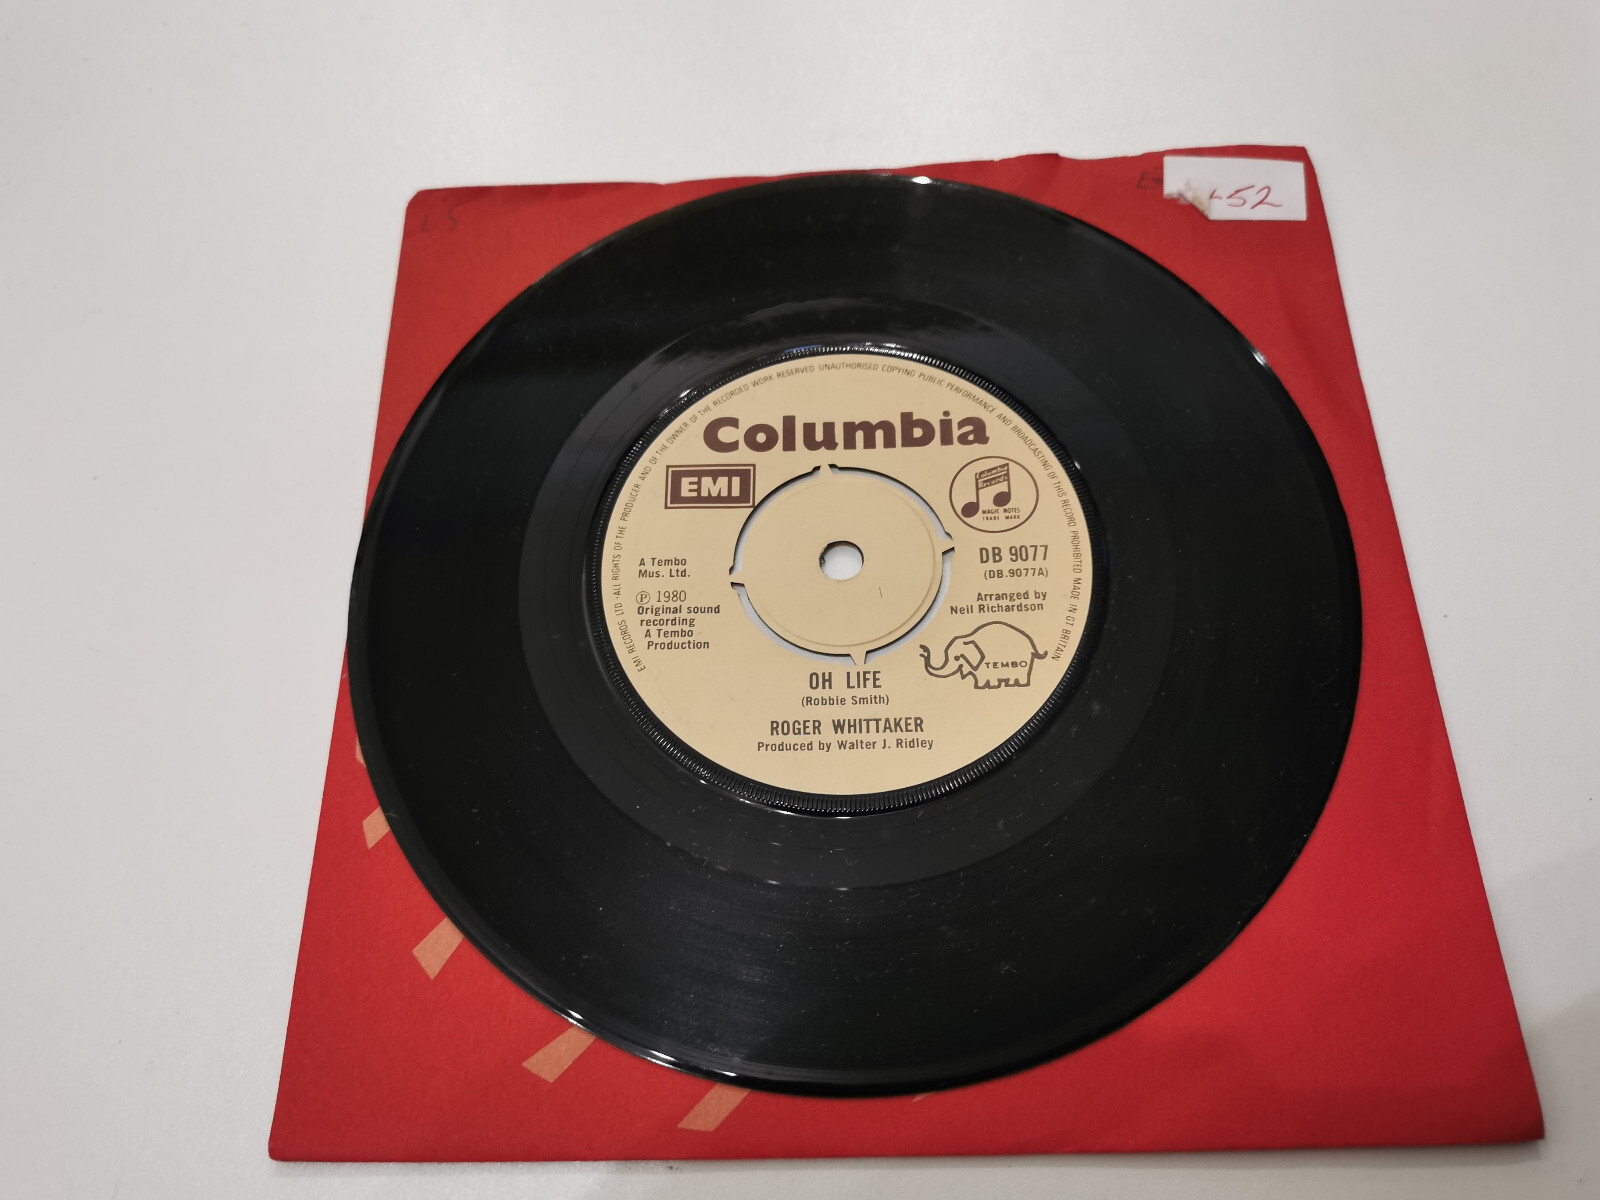 52
EMI RECORDS LTD · ALL RIGHTS OF THE PRODUCER AND OF THE OWNER OF THE RECORDED WORK RESERVED UNAUTHORISED COPYING PUBLIC PERFORMANCE AND BROADCASTING OF THIS RECORD PROHIBITED MADE IN GT BRITAIN
Columbia
EMI
Columbia
Records
MAGIC NOTES
TRADE MARK
DB 9077
(DB.9077A)
A Tembo
Mus. Ltd.
℗ 1980
Original sound
recording
A Tembo
Production
Arranged by
Neil Richardson
TEMBO
OH LIFE
(Robbie Smith)
ROGER WHITTAKER
Produced by Walter J. Ridley